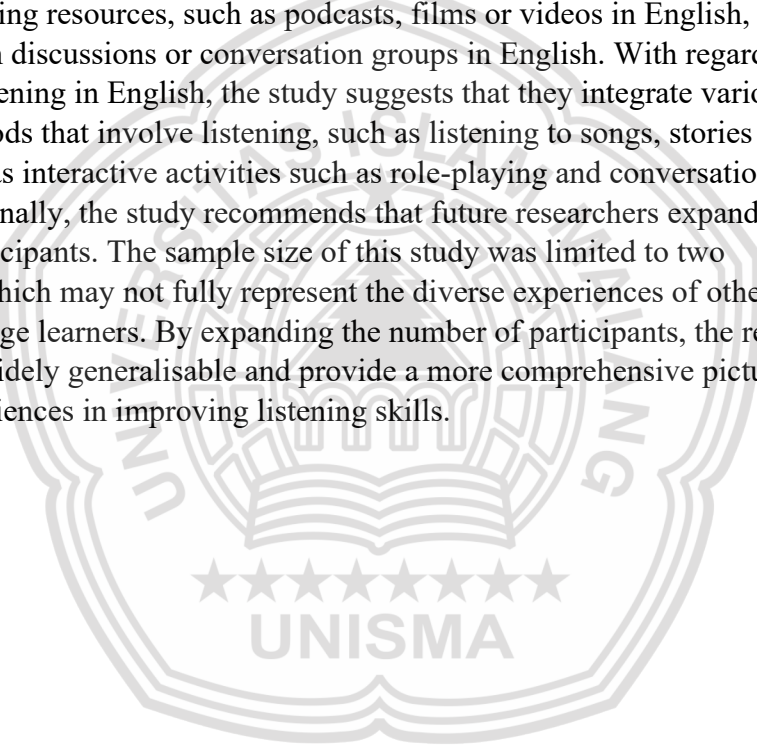 ing resources, such as podcasts, films or videos in English,
n discussions or conversation groups in English. With regard
ening in English, the study suggests that they integrate vario
ods that involve listening, such as listening to songs, stories
as interactive activities such as role-playing and conversatio
nally, the study recommends that future researchers expand
cipants. The sample size of this study was limited to two
hich may not fully represent the diverse experiences of othe
ge learners. By expanding the number of participants, the re
idely generalisable and provide a more comprehensive pictu
iences in improving listening skills.
UNIVERSITAS ISLAM MALANG
UNISMA